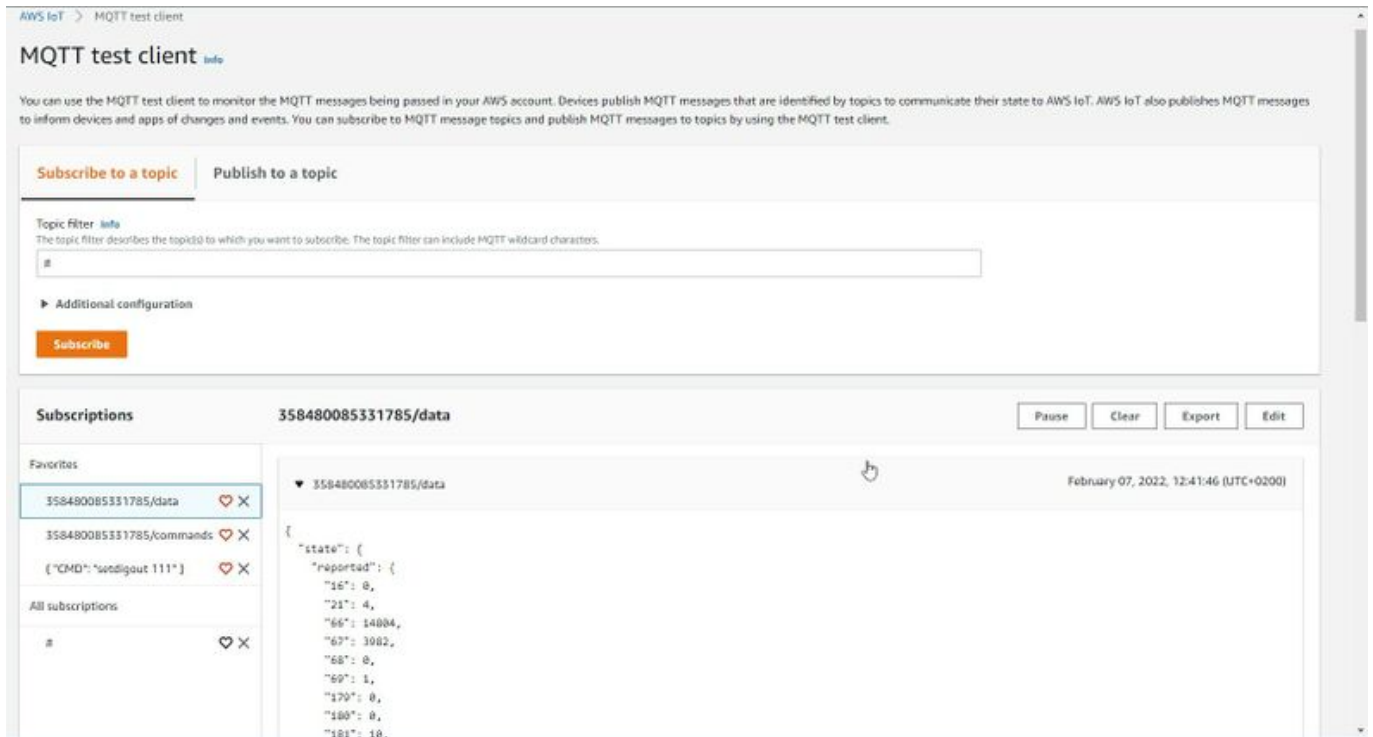 AWS IoT > MQTT test client
MQTT test client Info
You can use the MQTT test client to monitor the MQTT messages being passed in your AWS account. Devices publish MQTT messages that are identified by topics to communicate their state to AWS IoT. AWS IoT also publishes MQTT messages
to inform devices and apps of changes and events. You can subscribe to MQTT message topics and publish MQTT messages to topics by using the MQTT test client.
Subscribe to a topic
Publish to a topic
Topic filter Info
The topic filter describes the topic(s) to which you want to subscribe. The topic filter can include MQTT wildcard characters.
#
Additional configuration
Subscribe
Subscriptions
358480085331785/data
Pause
Clear
Export
Edit
Favorites
358480085331785/data
358480085331785/commands
{ "CMD": "setdigout 111" }
All subscriptions
#
358480085331785/data
February 07, 2022, 12:41:46 (UTC+0200)
{
"state": {
"reported": {
"16": 0,
"21": 4,
"66": 14804,
"67": 3982,
"68": 0,
"69": 1,
"179": 0,
"180": 0,
"181": 10,